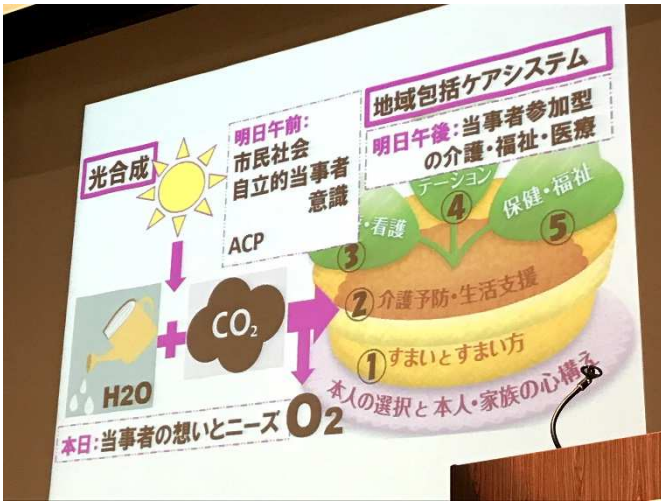 光合成
明日午前：
市民社会
自立的当事者
意識
ACP
地域包括ケアシステム
明日午後：当事者参加型
の介護・福祉・医療
テーション
・看護
保健・福祉
③
④
⑤
②介護予防・生活支援
①すまいとすまい方
本人の選択と本人・家族の心構え
H2O
CO₂
O₂
本日：当事者の想いとニーズ